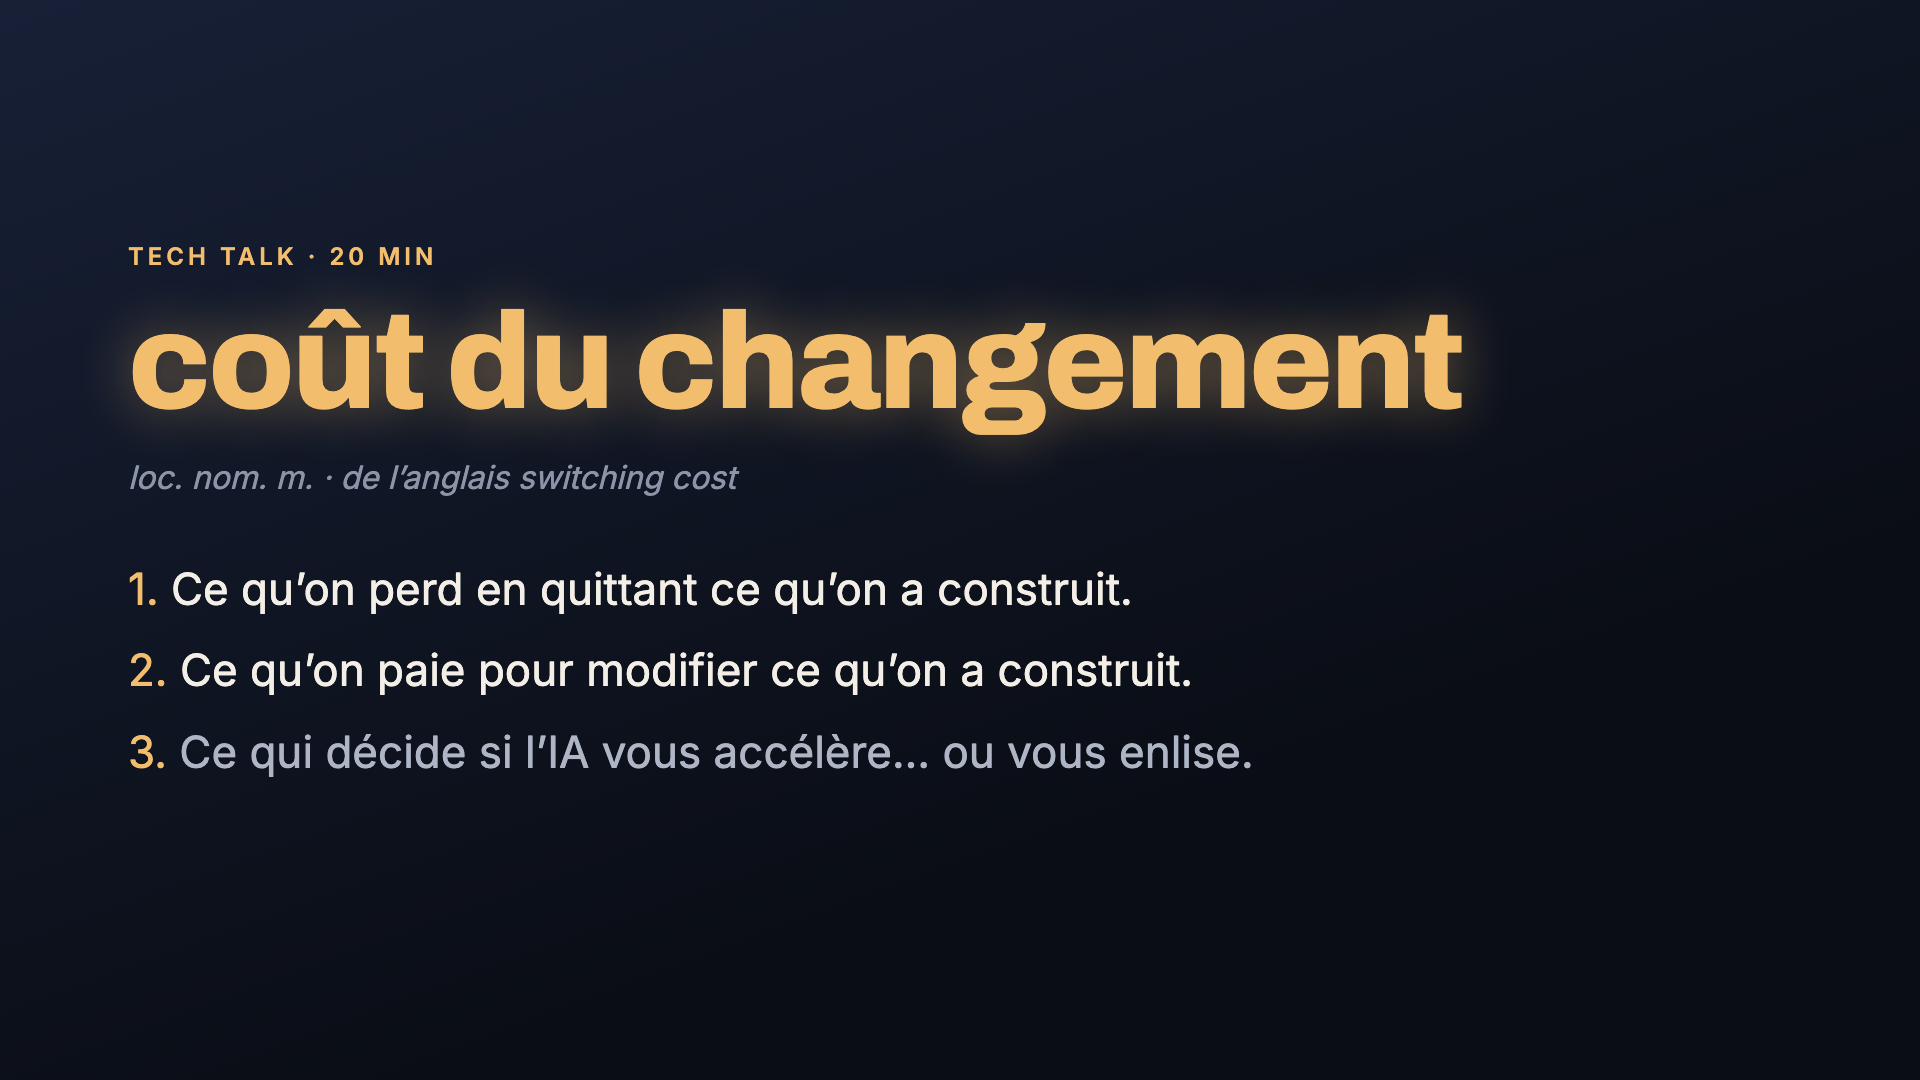 TECH TALK · 20 MIN
coût du changement
loc. nom. m. · de l’anglais switching cost
1. Ce qu’on perd en quittant ce qu’on a construit.
2. Ce qu’on paie pour modifier ce qu’on a construit.
3. Ce qui décide si l’IA vous accélère… ou vous enlise.